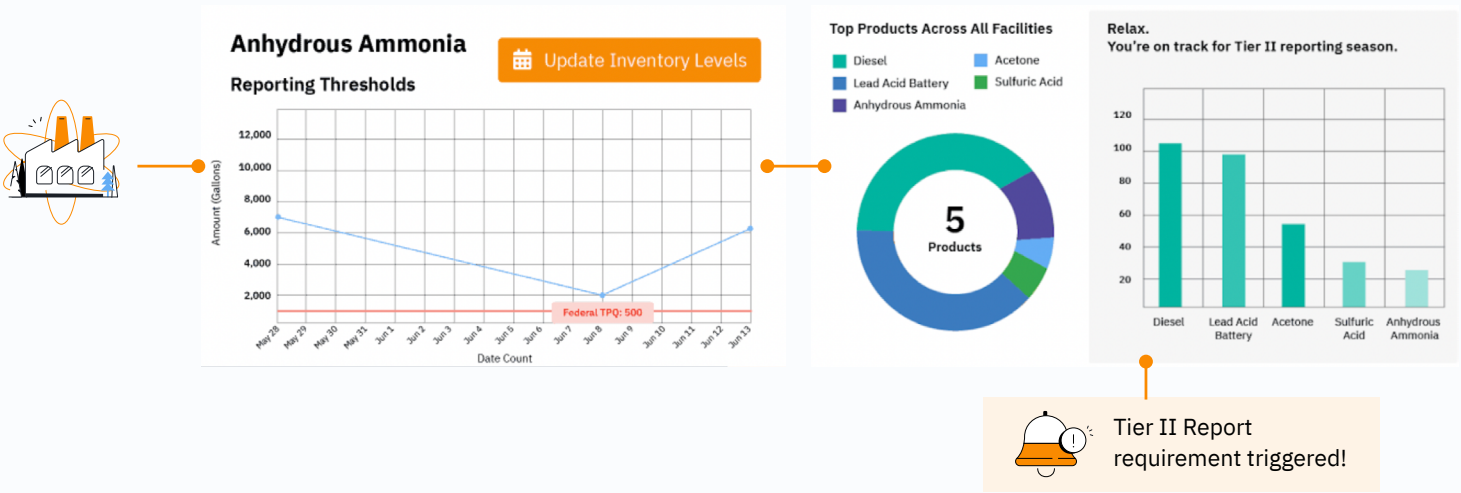 Anhydrous Ammonia
Update Inventory Levels
Reporting Thresholds
Amount (Gallons)
12,000
10,000
8,000
6,000
4,000
2,000
Federal TPQ: 500
May 28
May 29
May 30
May 31
Jun 1
Jun 2
Jun 3
Jun 4
Jun 5
Jun 6
Jun 7
Jun 8
Jun 9
Jun 10
Jun 11
Jun 12
Jun 13
Date Count
Top Products Across All Facilities
Diesel
Acetone
Lead Acid Battery
Sulfuric Acid
Anhydrous Ammonia
5
Products
Relax.
You're on track for Tier II reporting season.
120
100
80
60
40
20
Diesel
Lead Acid
Battery
Acetone
Sulfuric
Acid
Anhydrous
Ammonia
Tier II Report
requirement triggered!